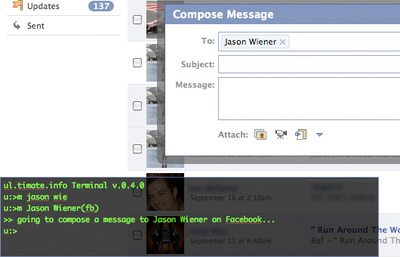 Updates 137
Sent
Compose Message
To: Jason Wiener ×
Subject:
Message:
Attach:
ul.timate.info Terminal v.0.4.0
u:>m jason wie
u:>m Jason Wiener(fb)
>> going to compose a message to Jason Wiener on Facebook...
u:>
September 16 at 2:10am
September 11 at 4:40am
" Run Around The Wo
Ref – " Run Around T